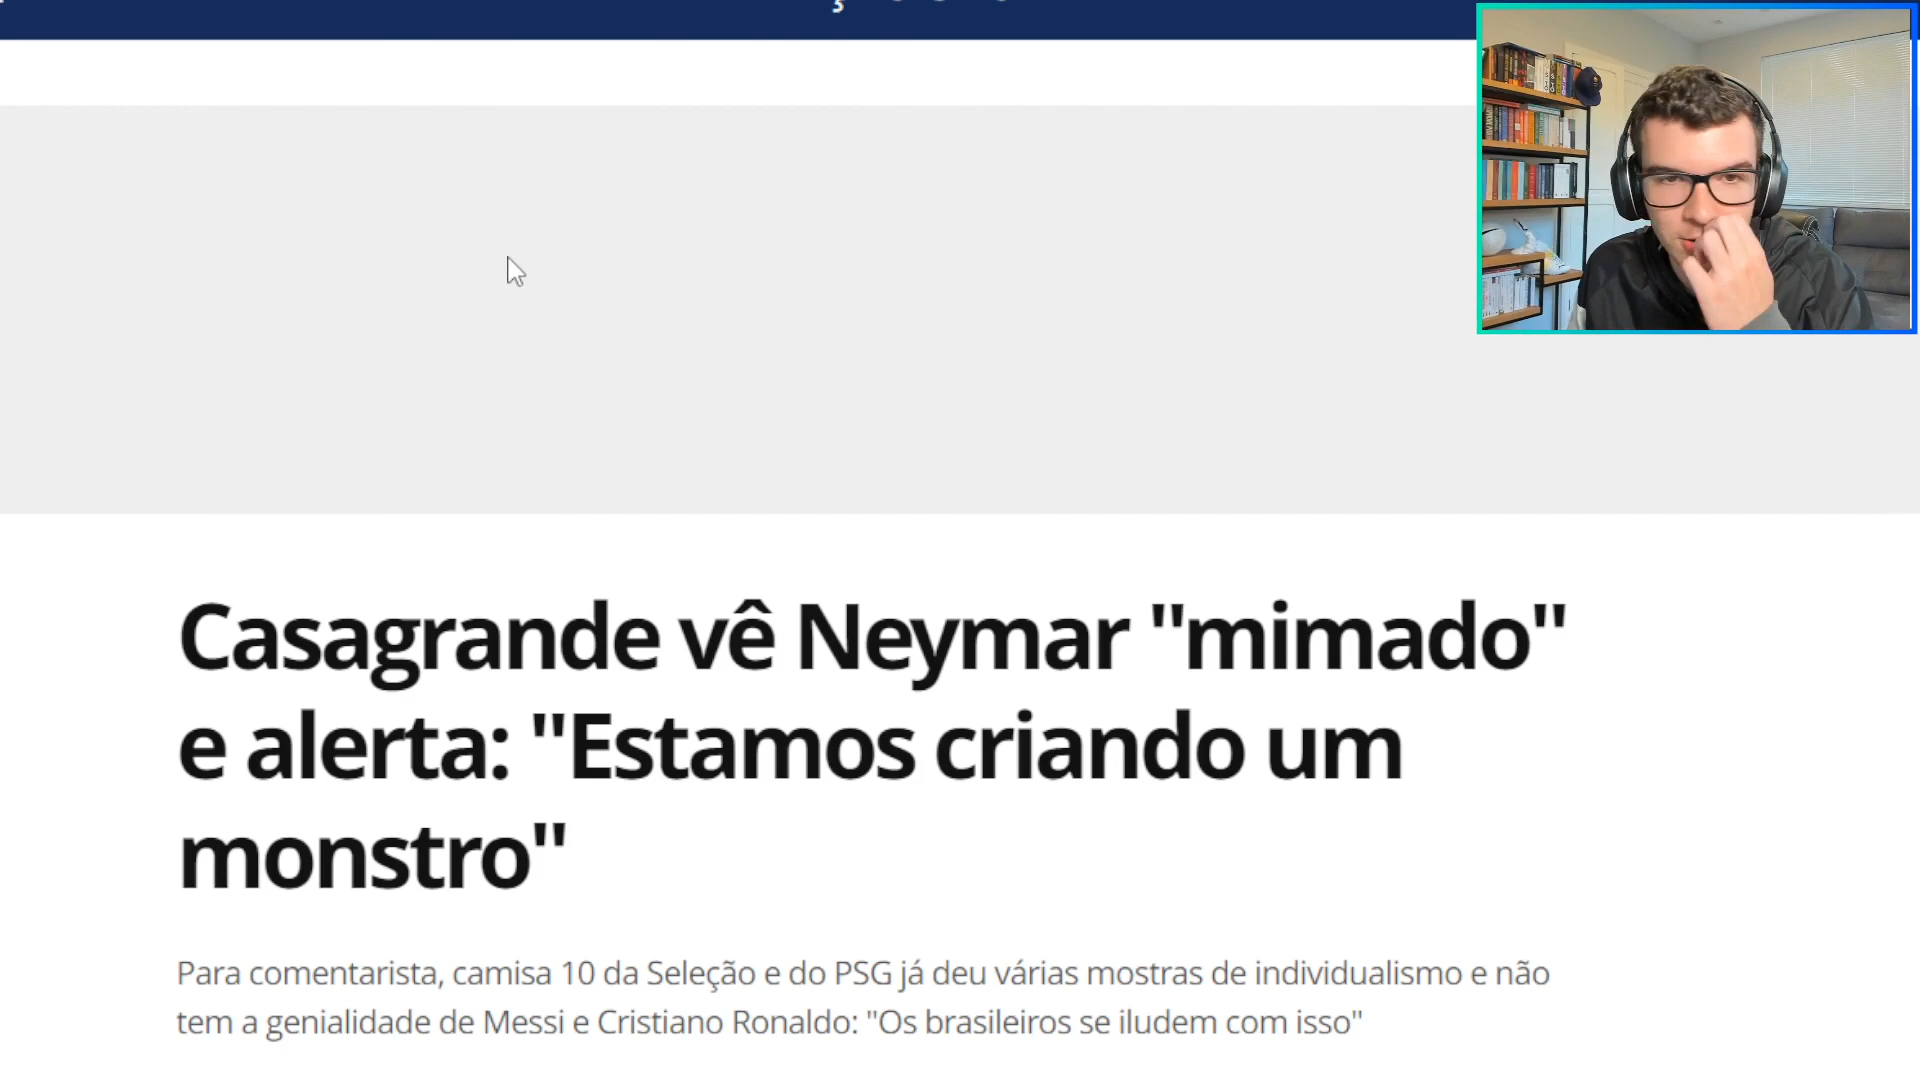 Casagrande vê Neymar "mimado"
e alerta: "Estamos criando um
monstro"
Para comentarista, camisa 10 da Seleção e do PSG já deu várias mostras de individualismo e não
tem a genialidade de Messi e Cristiano Ronaldo: "Os brasileiros se iludem com isso"